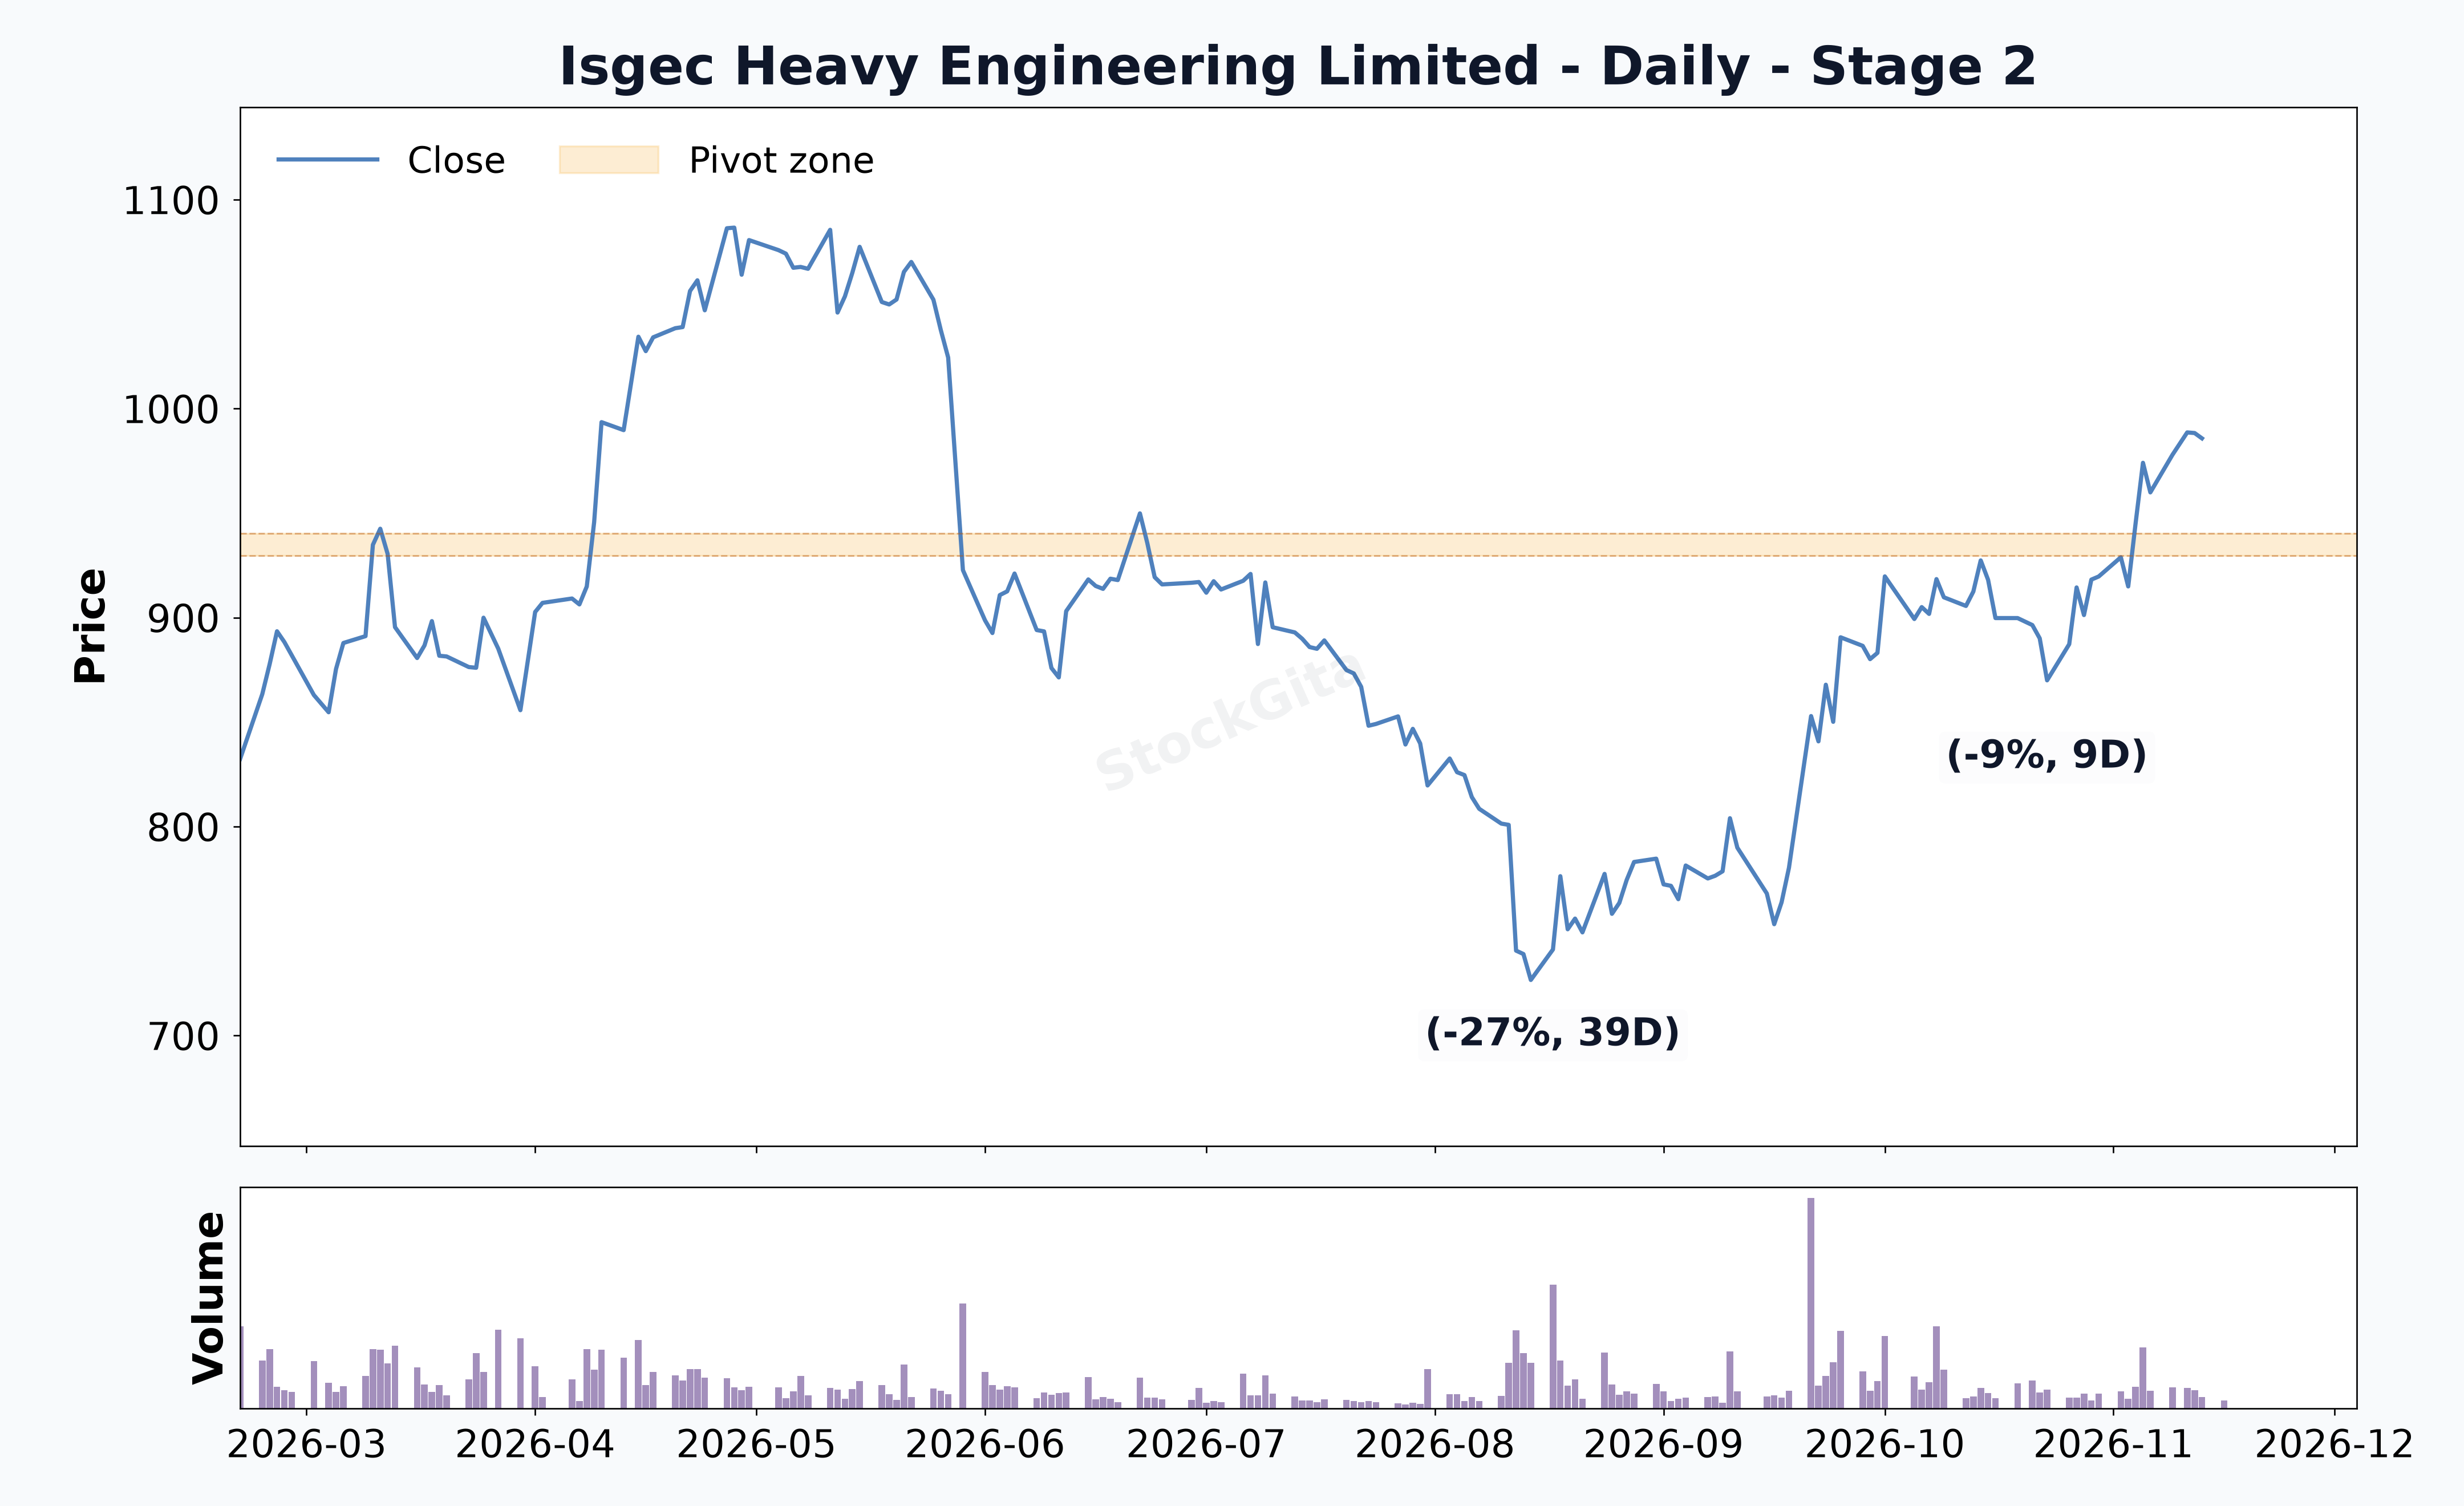 Isgec Heavy Engineering Limited - Daily - Stage 2
Close
Pivot zone
1100
1000
900
800
700
Price
StockGita
(-9%, 9D)
(-27%, 39D)
Volume
2026-03
2026-04
2026-05
2026-06
2026-07
2026-08
2026-09
2026-10
2026-11
2026-12